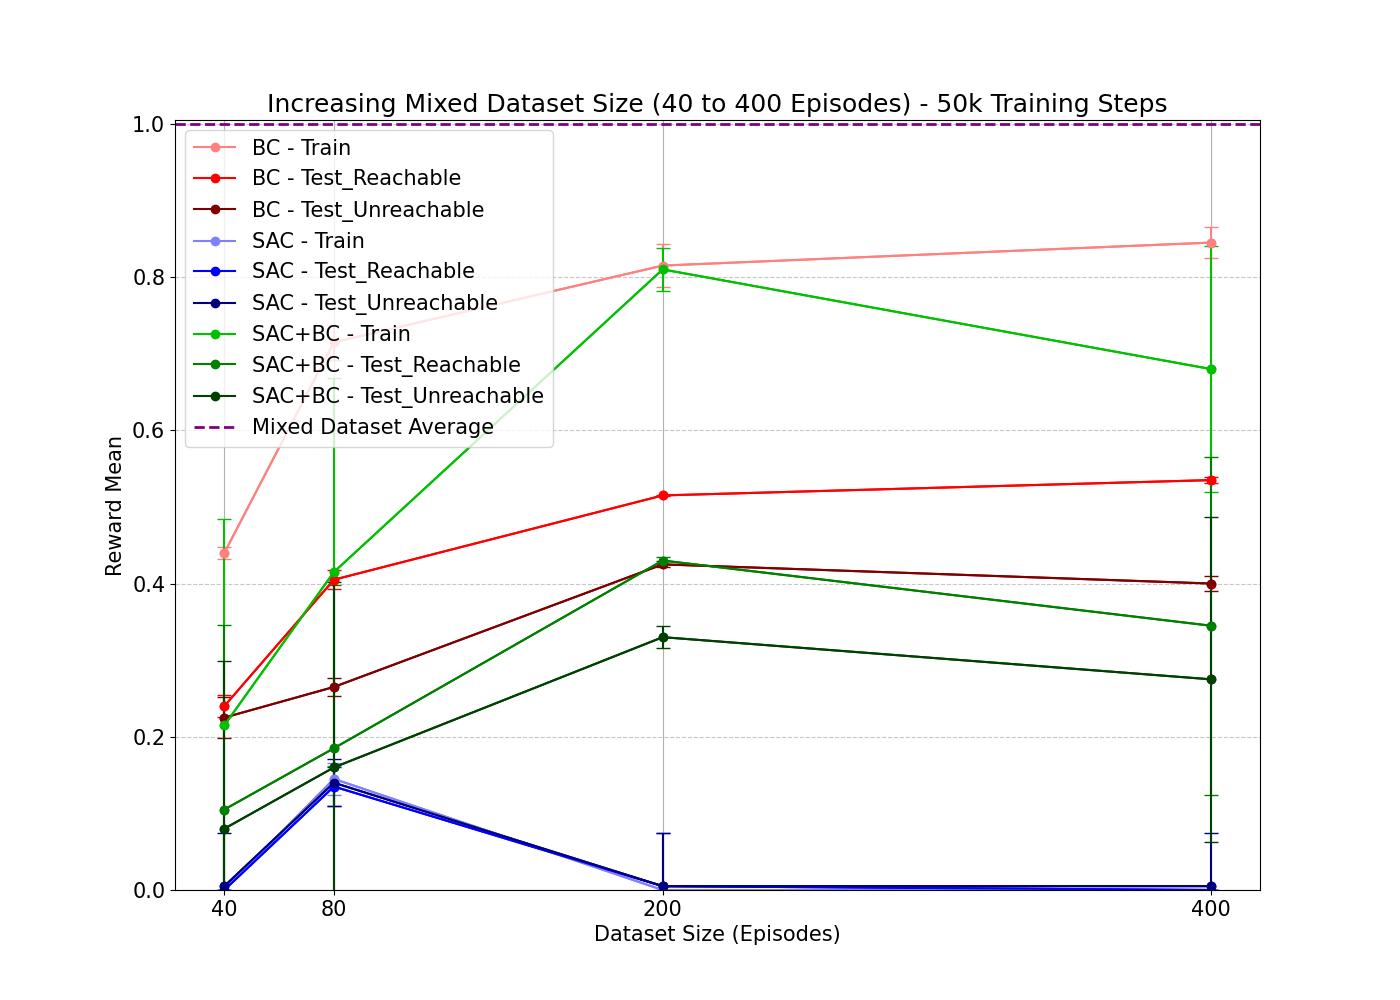 Increasing Mixed Dataset Size (40 to 400 Episodes) - 50k Training Steps
1.0
0.8
0.6
0.4
0.2
0.0
Reward Mean
BC - Train
BC - Test_Reachable
BC - Test_Unreachable
SAC - Train
SAC - Test_Reachable
SAC - Test_Unreachable
SAC+BC - Train
SAC+BC - Test_Reachable
SAC+BC - Test_Unreachable
Mixed Dataset Average
40 80 200 400
Dataset Size (Episodes)